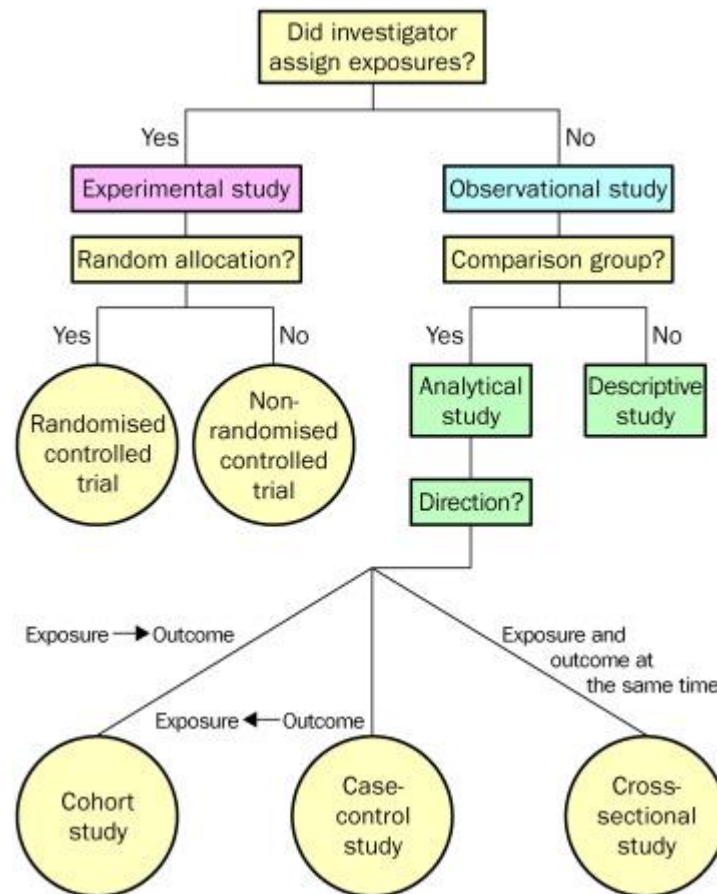 Did investigator
assign exposures?
Yes
No
Experimental study
Observational study
Random allocation?
Comparison group?
Yes
No
Yes
No
Randomised
controlled
trial
Non-
randomised
controlled
trial
Analytical
study
Descriptive
study
Direction?
Exposure → Outcome
Exposure and
outcome at
the same time
Exposure ← Outcome
Cohort
study
Case-
control
study
Cross-
sectional
study